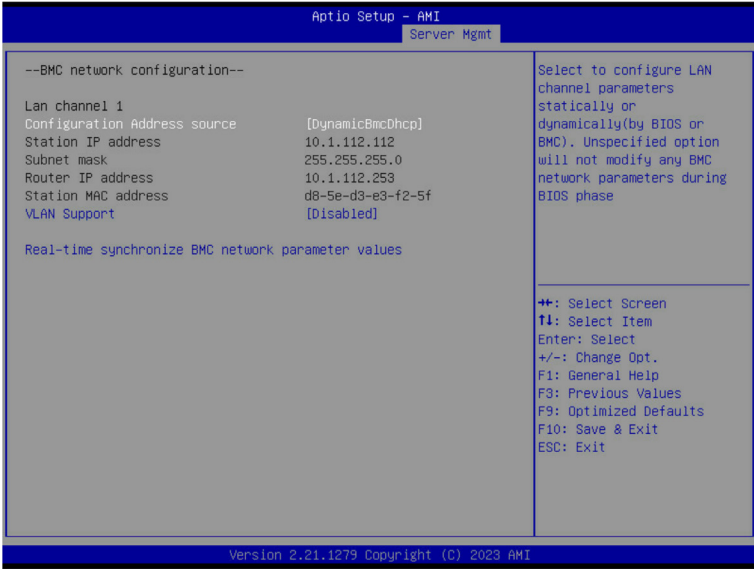 Aptio Setup – AMI
Server Mgmt
--BMC network configuration--
Lan channel 1
Configuration Address source [DynamicBmcDhcp]
Station IP address 10.1.112.112
Subnet mask 255.255.255.0
Router IP address 10.1.112.253
Station MAC address d8-5e-d3-e3-f2-5f
VLAN Support [Disabled]
Real-time synchronize BMC network parameter values
Select to configure LAN
channel parameters
statically or
dynamically(by BIOS or
BMC). Unspecified option
will not modify any BMC
network parameters during
BIOS phase
→←: Select Screen
↑↓: Select Item
Enter: Select
+/-: Change Opt.
F1: General Help
F3: Previous Values
F9: Optimized Defaults
F10: Save & Exit
ESC: Exit
Version 2.21.1279 Copyright (C) 2023 AMI